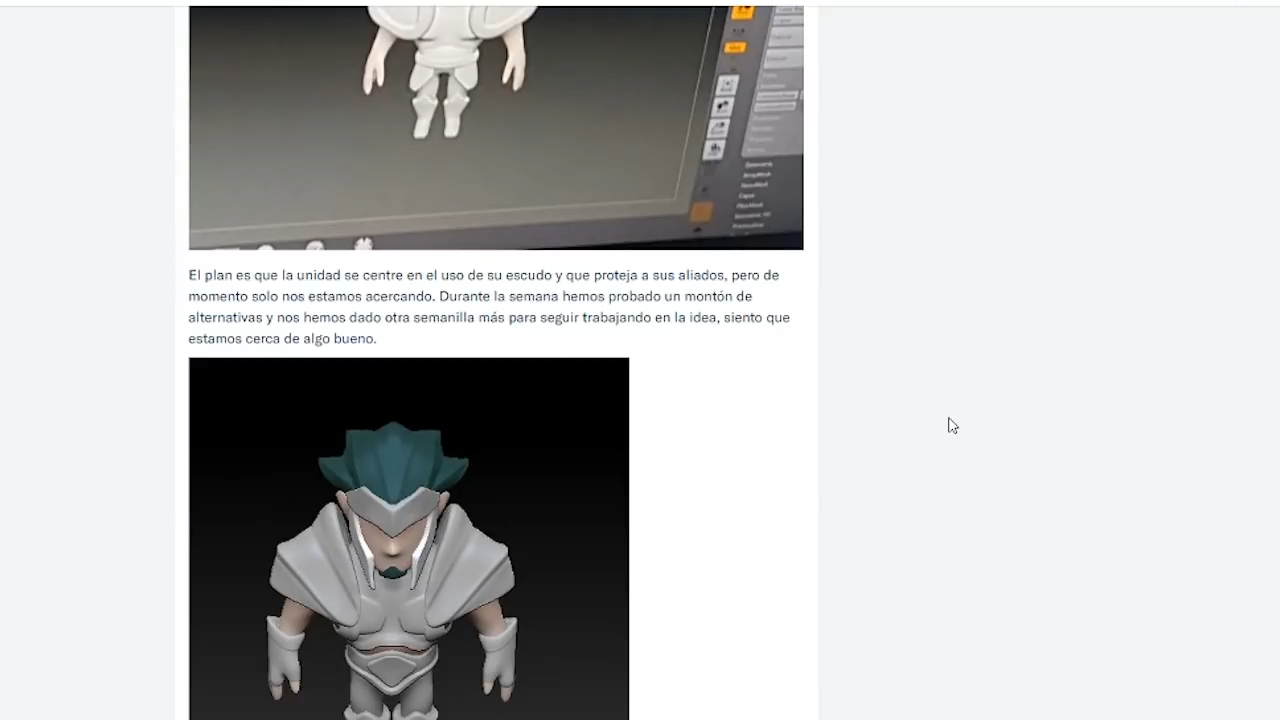 El plan es que la unidad se centre en el uso de su escudo y que proteja a sus aliados, pero de
momento solo nos estamos acercando. Durante la semana hemos probado un montón de
alternativas y nos hemos dado otra semanilla más para seguir trabajando en la idea, siento que
estamos cerca de algo bueno.